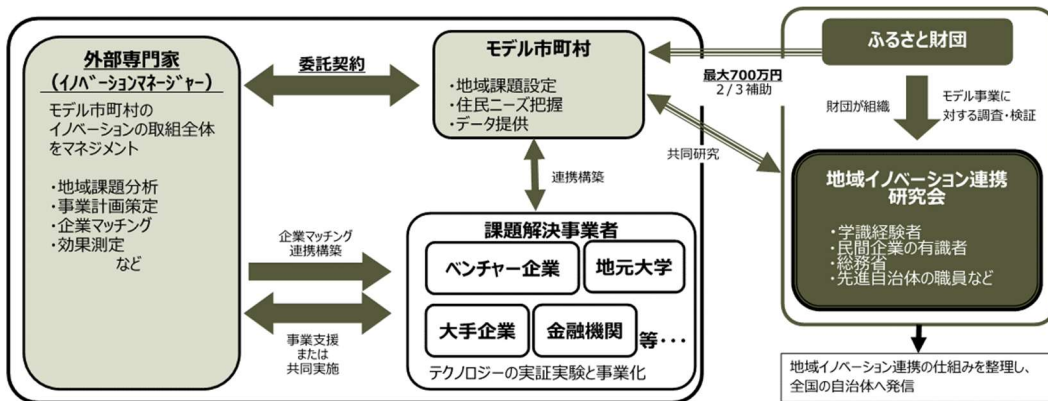 外部専門家
(ｲﾉﾍﾞｰｼｮﾝﾏﾈｰｼﾞｬｰ)
モデル市町村の
イノベーションの取組全体
をマネジメント
・地域課題分析
・事業計画策定
・企業マッチング
・効果測定
など
委託契約
モデル市町村
・地域課題設定
・住民ニーズ把握
・データ提供
連携構築
企業マッチング
連携構築
事業支援
または
共同実施
課題解決事業者
ベンチャー企業
地元大学
大手企業
金融機関
等・・・
テクノロジーの実証実験と事業化
最大700万円
2/3補助
共同研究
ふるさと財団
財団が組織
モデル事業に
対する調査・検証
地域イノベーション連携
研究会
・学識経験者
・民間企業の有識者
・総務省
・先進自治体の職員など
地域イノベーション連携の仕組みを整理し、
全国の自治体へ発信